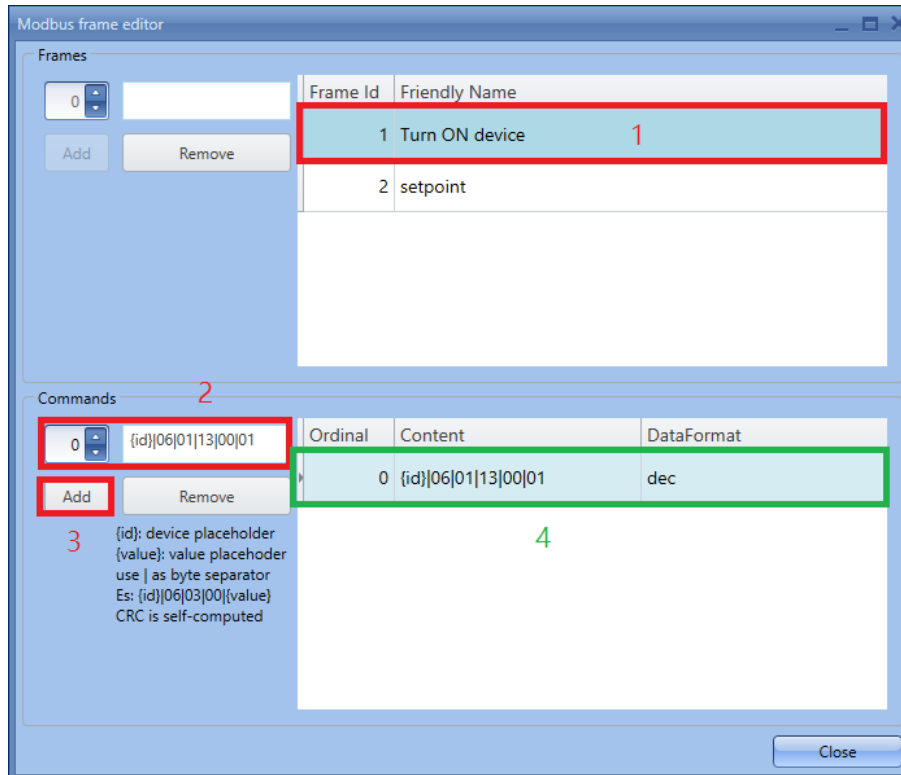 Modbus frame editor
Frames
0
Frame Id Friendly Name
1 Turn ON device 1
Add Remove
2 setpoint
Commands
2
0 {id}|06|01|13|00|01
Ordinal Content DataFormat
0 {id}|06|01|13|00|01 dec
Add Remove
3
4
{id}: device placeholder
{value}: value placehoder
use | as byte separator
Es: {id}|06|03|00|{value}
CRC is self-computed
Close